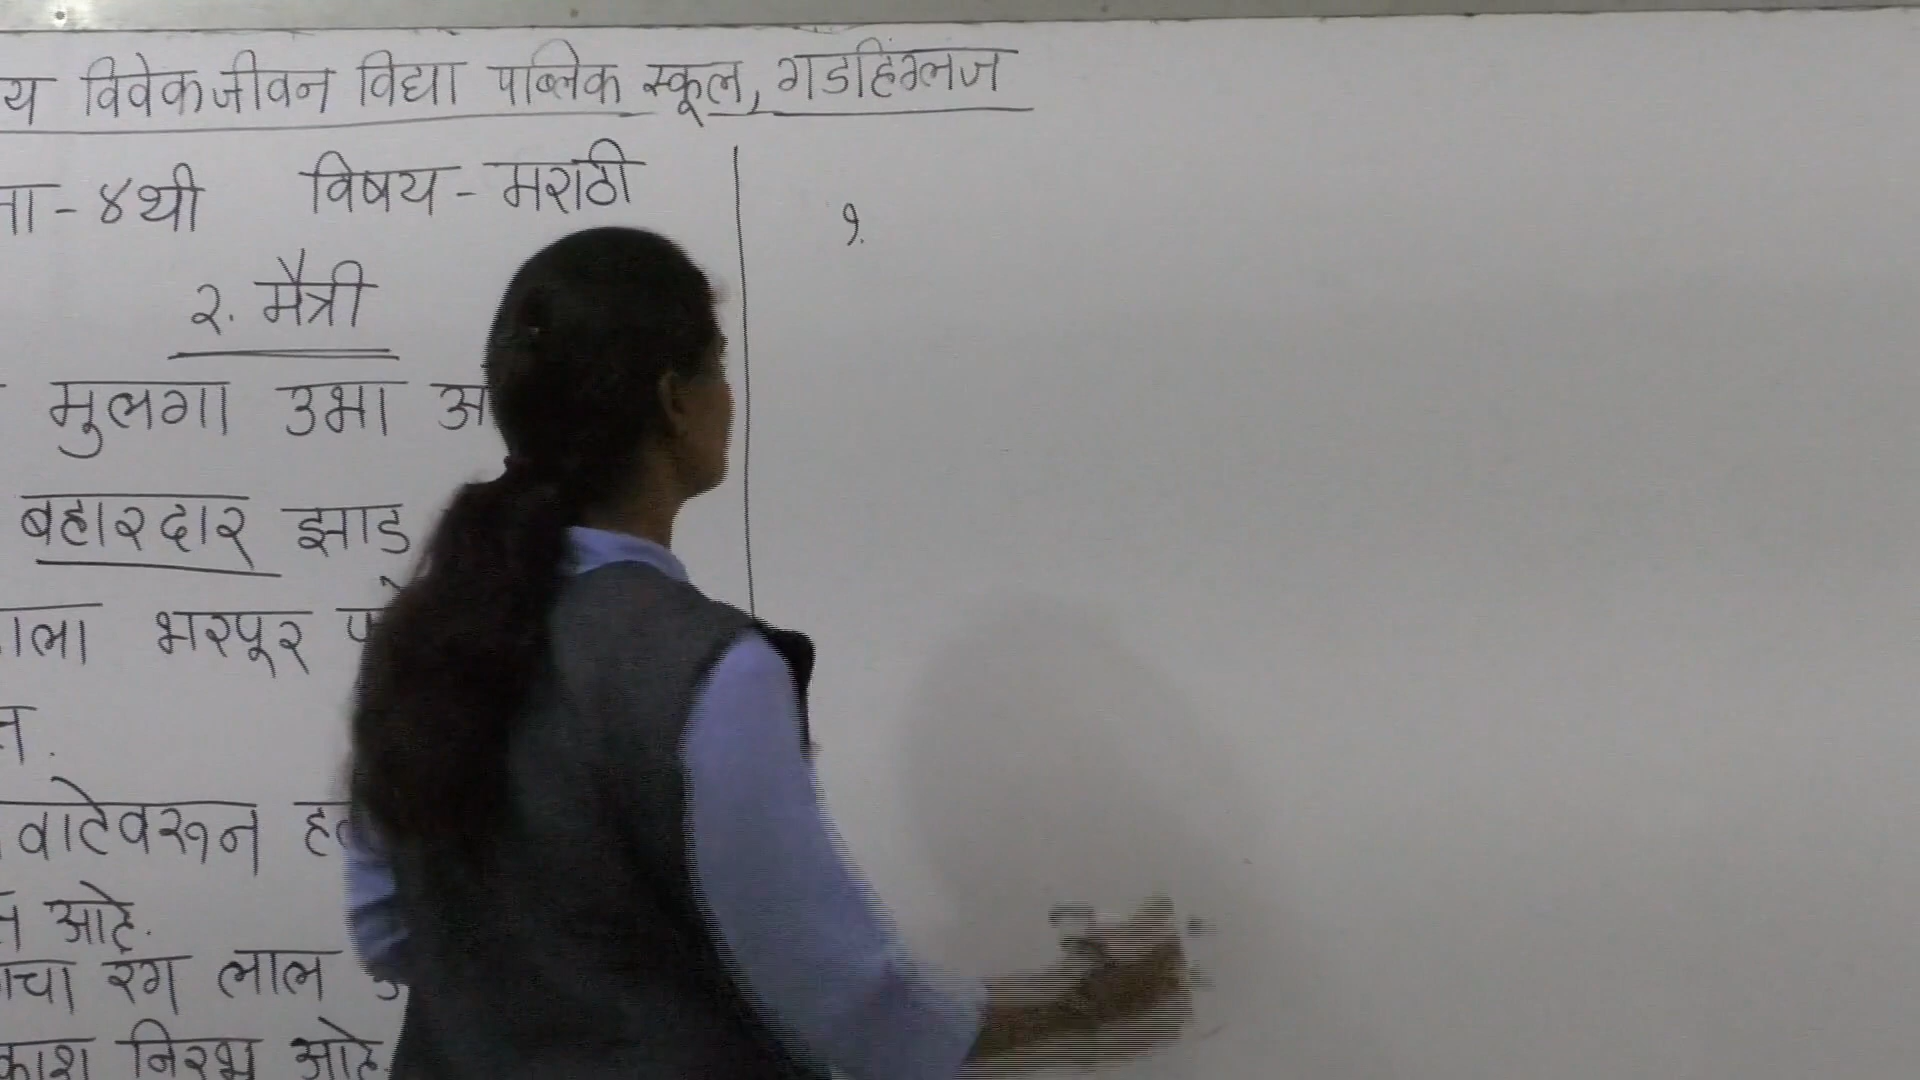 य विवेकजीवन विद्या पब्लिक स्कूल, गडहिंग्लज
- ४थी विषय - मराठी
२. मैत्री
मुलगा उभा
बहारदार झाड
भरपूर
वाटेवरून
आहे.
रंग लाल
निरभ्र आहे.
१.